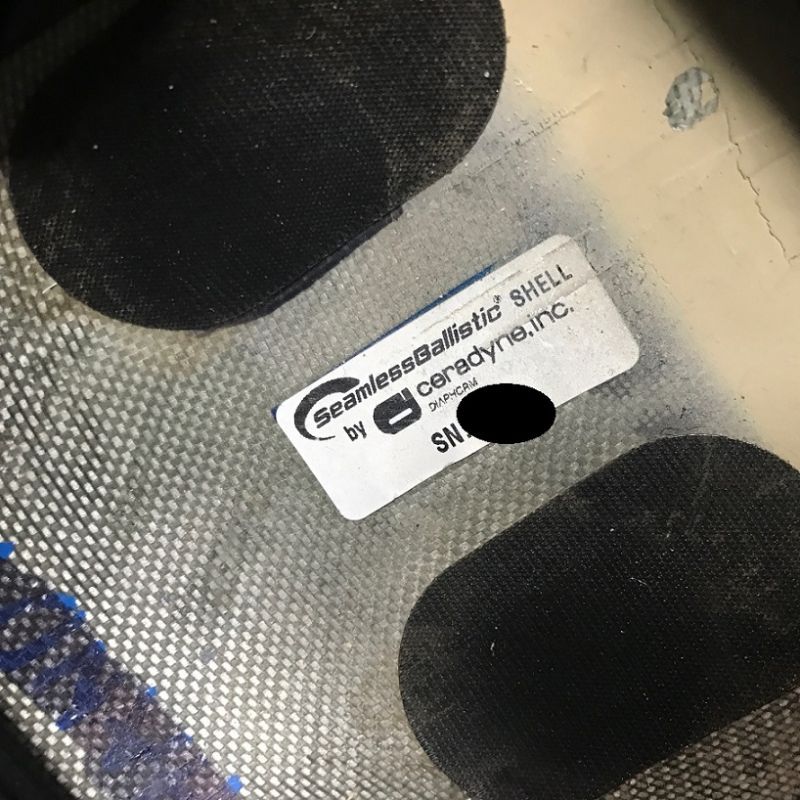 SeamlessBallistic® SHELL
by ceradyne, inc.
DIAPHORM
SN: